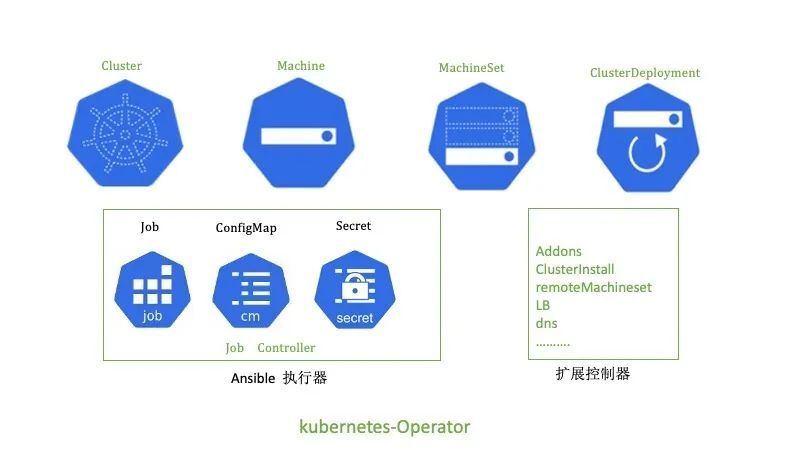 Cluster
Machine
MachineSet
ClusterDeployment
Job
ConfigMap
Secret
job
cm
secret
Job Controller
Ansible 执行器
Addons
ClusterInstall
remoteMachineset
LB
dns
……….
扩展控制器
kubernetes-Operator